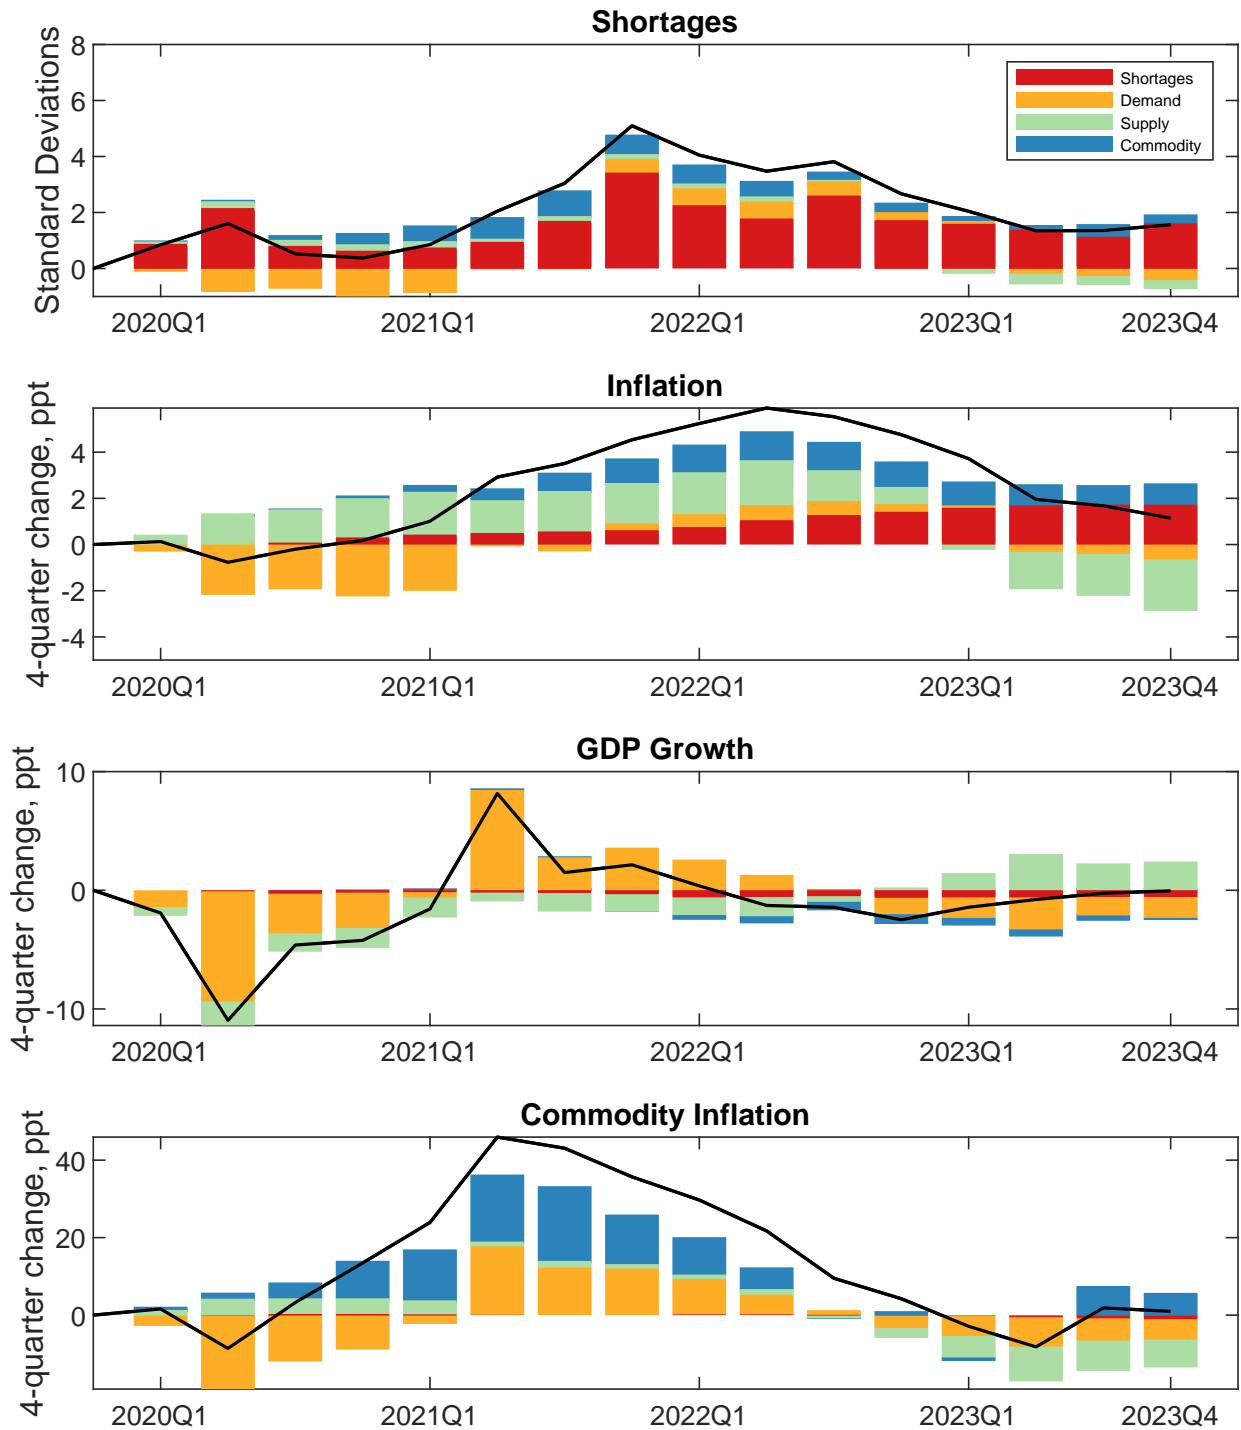 Shortages
Standard Deviations
8
6
4
2
0
Shortages
Demand
Supply
Commodity
2020Q1 2021Q1 2022Q1 2023Q1 2023Q4
Inflation
4-quarter change, ppt
4
2
0
-2
-4
2020Q1 2021Q1 2022Q1 2023Q1 2023Q4
GDP Growth
4-quarter change, ppt
10
0
-10
2020Q1 2021Q1 2022Q1 2023Q1 2023Q4
Commodity Inflation
4-quarter change, ppt
40
20
0
2020Q1 2021Q1 2022Q1 2023Q1 2023Q4